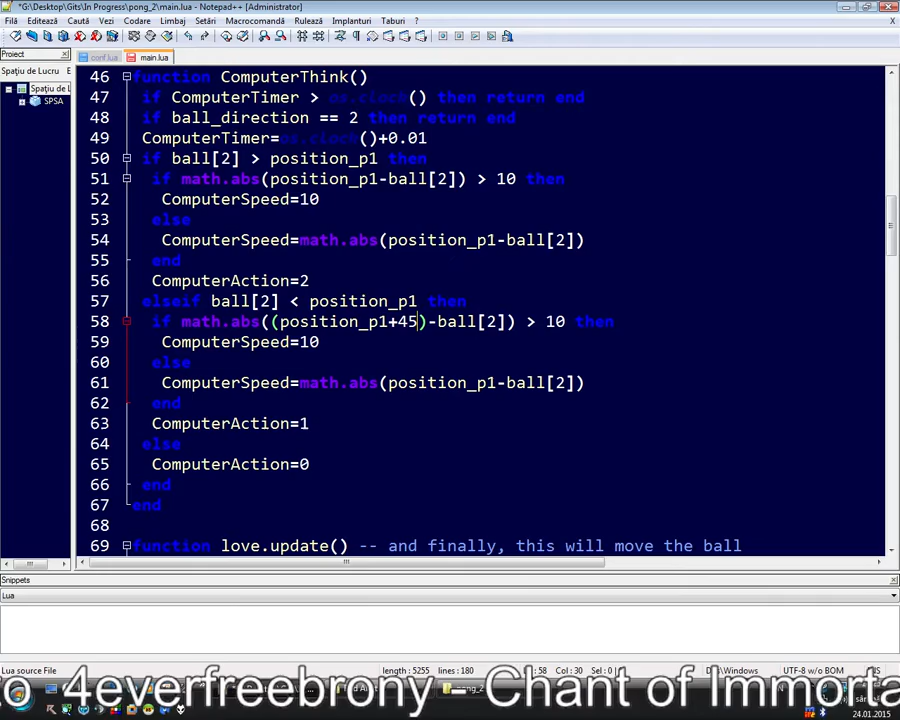 *G:\Desktop\Gits\In Progress\pong_2\main.lua - Notepad++ [Administrator]
Filă Editează Caută Vezi Codare Limbaj Setări Macrocomandă Rulează Implanturi Taburi ? X
Proiect
conf.lua main.lua
Spațiu de Lucru E
Spațiu de L
SPSA
46 function ComputerThink()
47 if ComputerTimer > os.clock() then return end
48 if ball_direction == 2 then return end
49 ComputerTimer=os.clock()+0.01
50 if ball[2] > position_p1 then
51 if math.abs(position_p1-ball[2]) > 10 then
52 ComputerSpeed=10
53 else
54 ComputerSpeed=math.abs(position_p1-ball[2])
55 end
56 ComputerAction=2
57 elseif ball[2] < position_p1 then
58 if math.abs((position_p1+45)-ball[2]) > 10 then
59 ComputerSpeed=10
60 else
61 ComputerSpeed=math.abs(position_p1-ball[2])
62 end
63 ComputerAction=1
64 else
65 ComputerAction=0
66 end
67 end
68
69 function love.update() -- and finally, this will move the ball
Snippets
Lua
Lua source File length : 5255 lines : 180 Col : 30 Sel : 0 UTF-8 w/o BOM
4everfreebrony - Chant of Immorta
24.01.2015